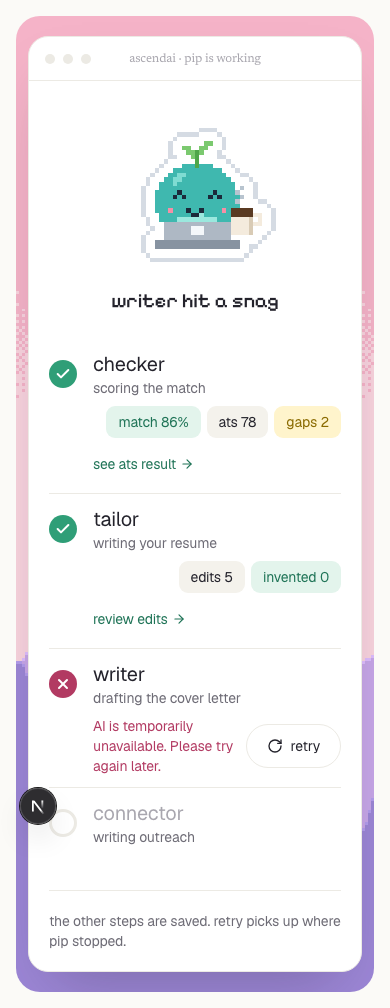 ascendai · pip is working
writer hit a snag
checker
scoring the match
match 86% ats 78 gaps 2
see ats result →
tailor
writing your resume
edits 5 invented 0
review edits →
writer
drafting the cover letter
AI is temporarily
unavailable. Please try
again later.
retry
N
connector
writing outreach
the other steps are saved. retry picks up where
pip stopped.